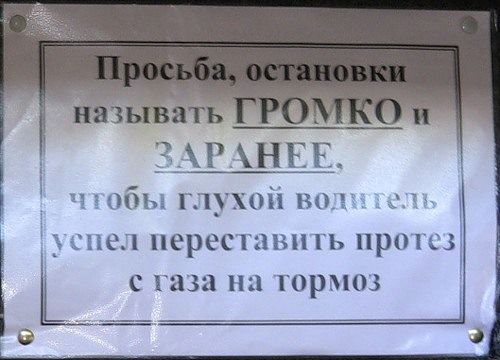 Просьба, остановки
называть ГРОМКО и
ЗАРАНЕЕ,
чтобы глухой водитель
успел переставить протез
с газа на тормоз